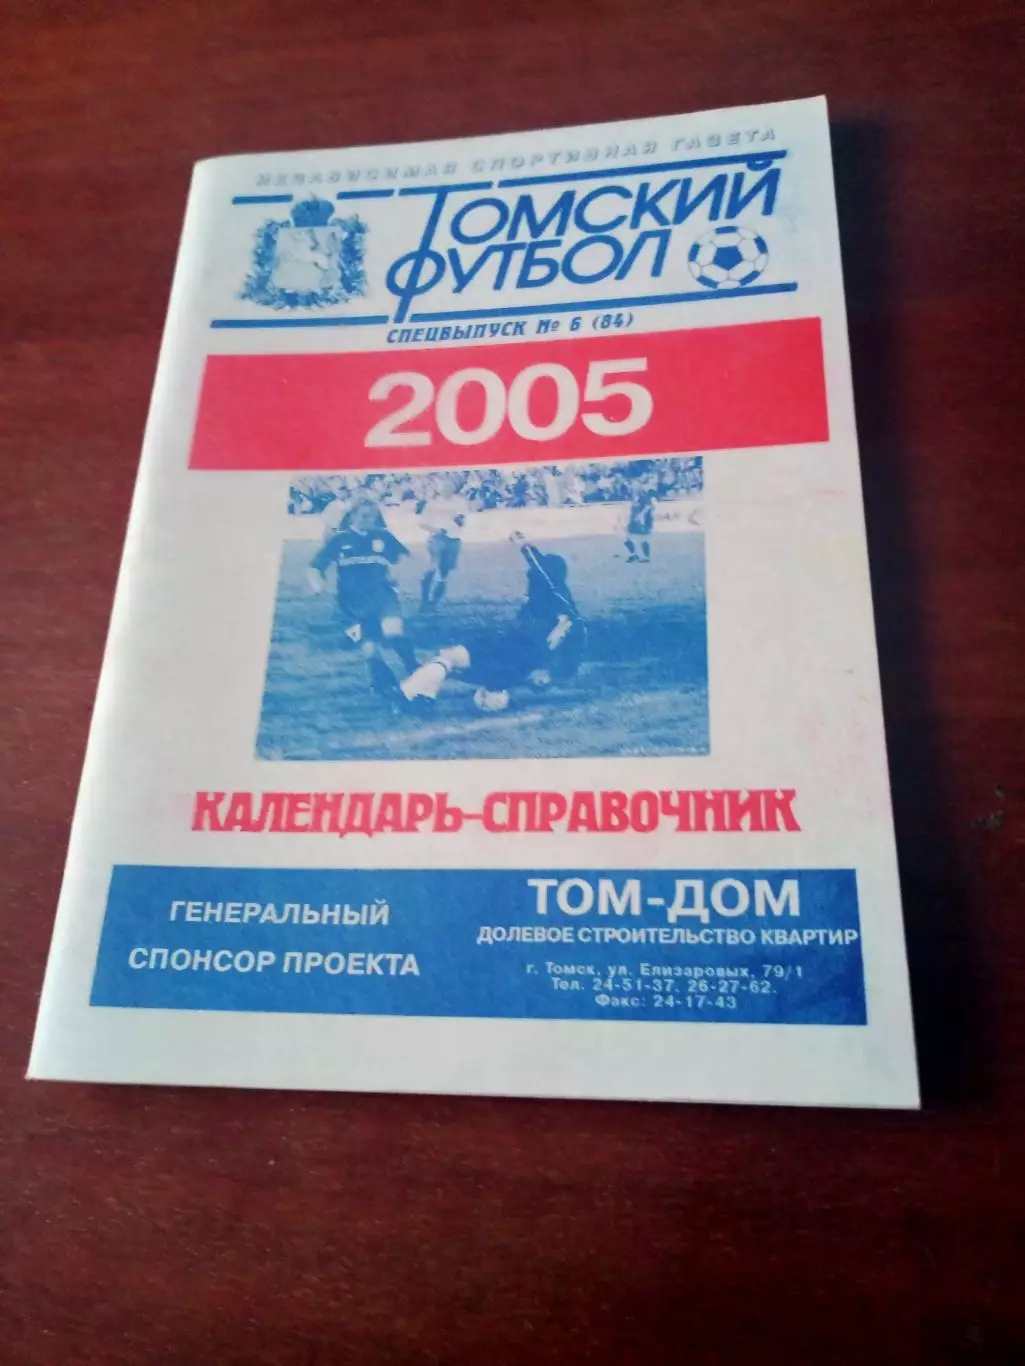 НЕЗАВИСИМАЯ СПОРТИВНАЯ ГАЗЕТА
ТОМСКИЙ
ФУТБОЛ
СПЕЦВЫПУСК № 6 (84)
2005
КАЛЕНДАРЬ-СПРАВОЧНИК
ГЕНЕРАЛЬНЫЙ
СПОНСОР ПРОЕКТА
ТОМ-ДОМ
ДОЛЕВОЕ СТРОИТЕЛЬСТВО КВАРТИР
г. Томск, ул. Елизаровых, 79/1
Тел. 24-51-37, 26-27-62.
Факс: 24-17-43